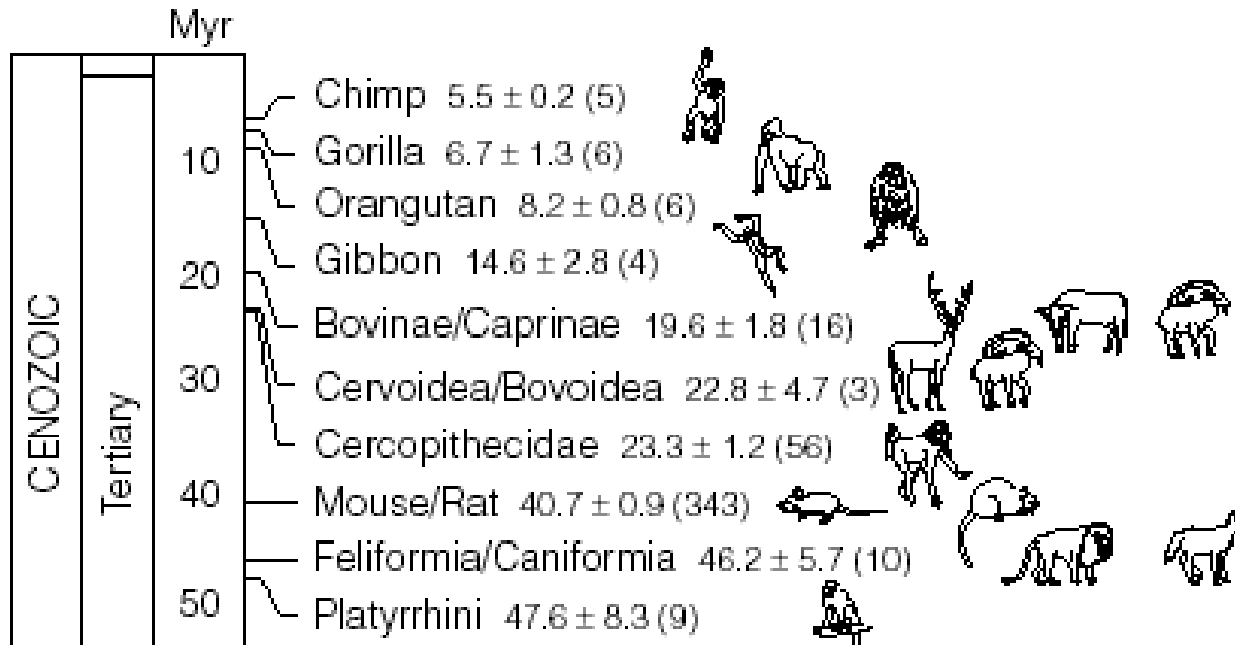 Myr
Chimp 5.5 ± 0.2 (5)
10
Gorilla 6.7 ± 1.3 (6)
Orangutan 8.2 ± 0.8 (6)
Gibbon 14.6 ± 2.8 (4)
20
Bovinae/Caprinae 19.6 ± 1.8 (16)
30
Cervoidea/Bovoidea 22.8 ± 4.7 (3)
Cercopithecidae 23.3 ± 1.2 (56)
40
Mouse/Rat 40.7 ± 0.9 (343)
Feliformia/Caniformia 46.2 ± 5.7 (10)
50
Platyrrhini 47.6 ± 8.3 (9)
CENOZOIC
Tertiary